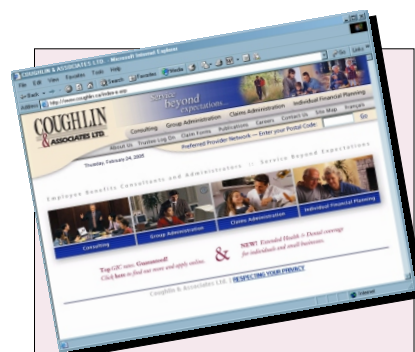 COUGHLIN & ASSOCIATES LTD. - Microsoft Internet Explorer
File Edit View Favorites Tools Help
Back Search Favorites Media
Address http://www.coughlin.ca/index-e.asp Go Links
Service
beyond
expectations...
COUGHLIN
& ASSOCIATES LTD.
Consulting Group Administration Claims Administration Individual Financial Planning
About Us Trustee Log On Claim Forms Publications Careers Contact Us Site Map Français
Thursday, February 24, 2005 Preferred Provider Network — Enter your Postal Code: Go
Employee Benefits Consultants and Administrators :: Service Beyond Expectations
Consulting Group Administration Claims Administration Individual Financial Planning
Top GIC rates. Guaranteed! & NEW! Extended Health & Dental coverage
Click here to find out more and apply online. for individuals and small businesses.
Coughlin & Associates Ltd. | RESPECTING YOUR PRIVACY
Internet